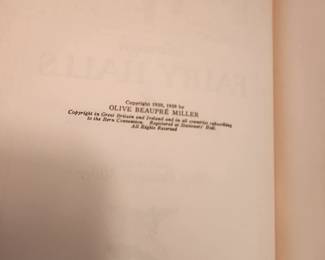 Copyright 1920, 1928 by
OLIVE BEAUPRÉ MILLER
Copyright in Great Britain and Ireland and in all countries subscribing
to the Bern Convention. Registered at Stationers' Hall.
All Rights Reserved